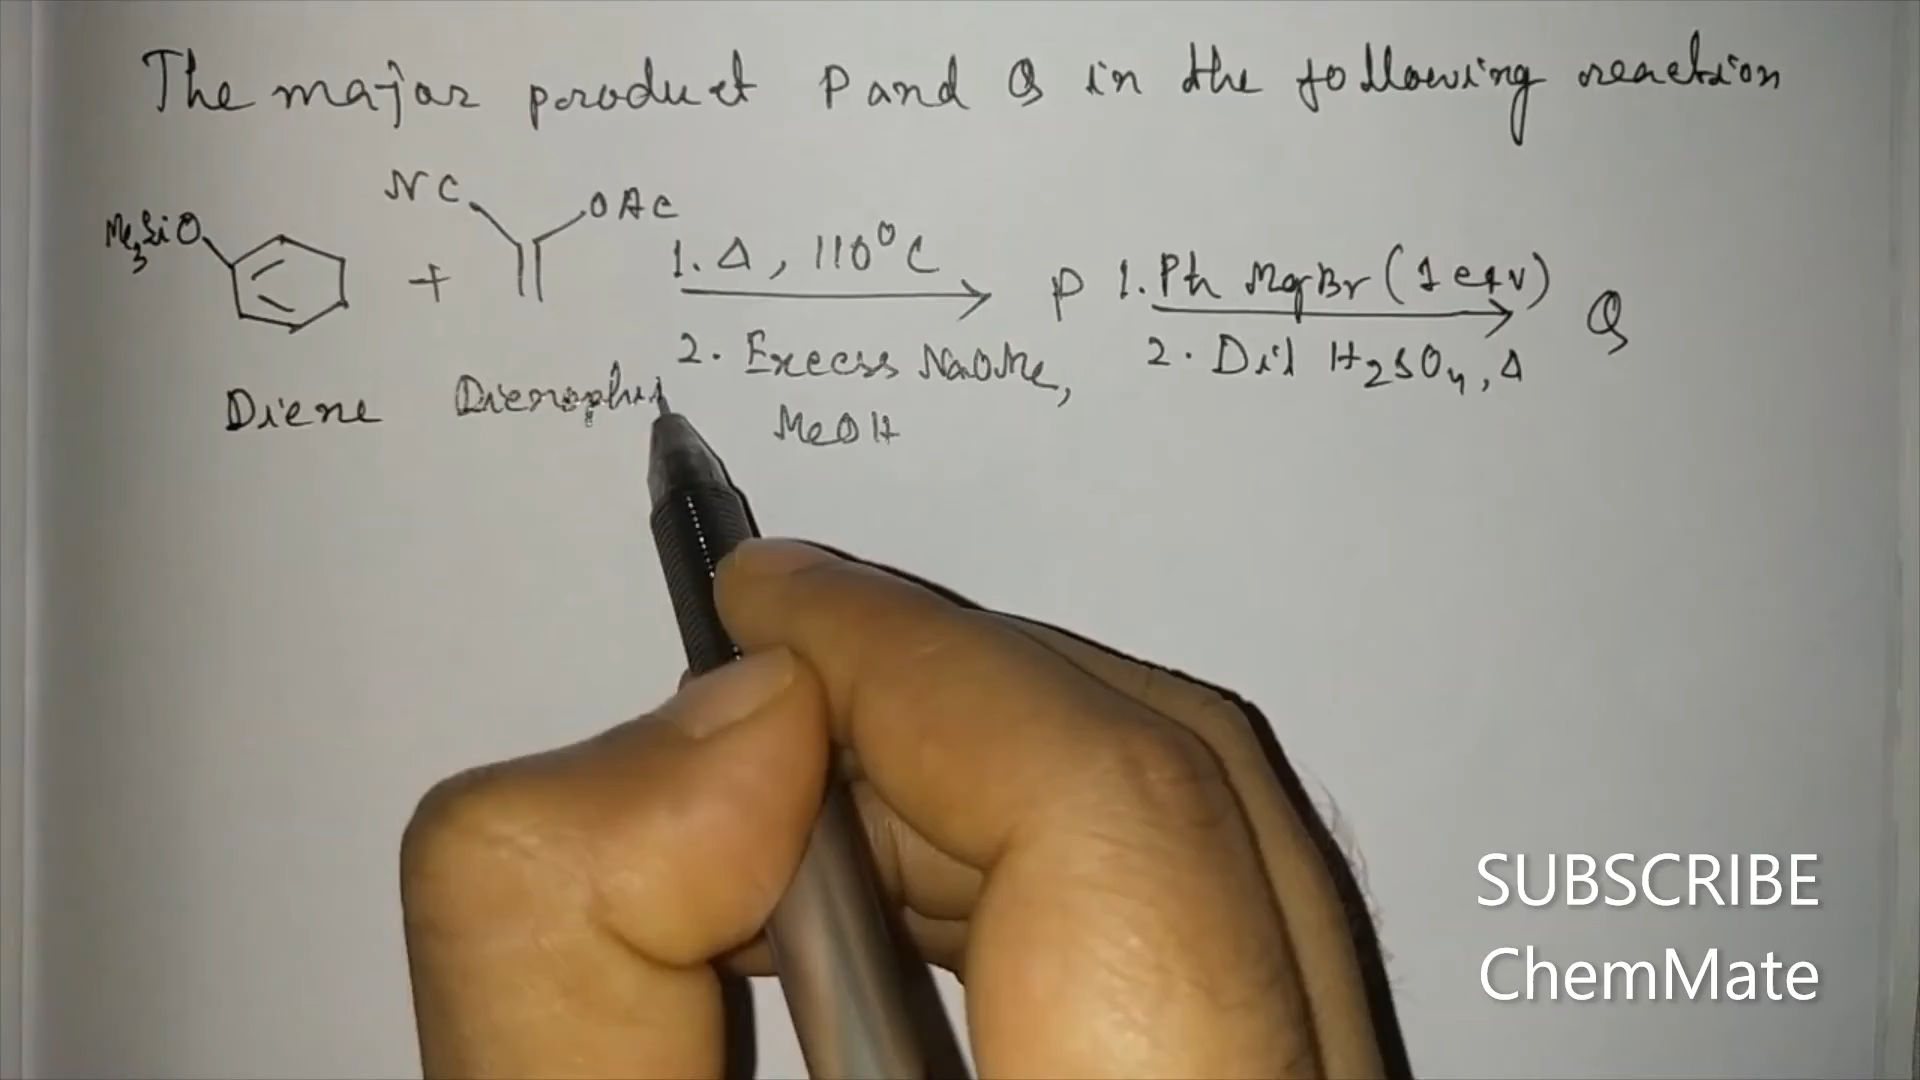 The major product P and Q in the following reaction
Me3SiO
NC
OAc
+
1. Δ, 110°C
2. Excess NaOMe,
MeOH
P
1. Ph MgBr (1 eqv)
2. Dil H2SO4, Δ
Q
Diene
SUBSCRIBE
ChemMate